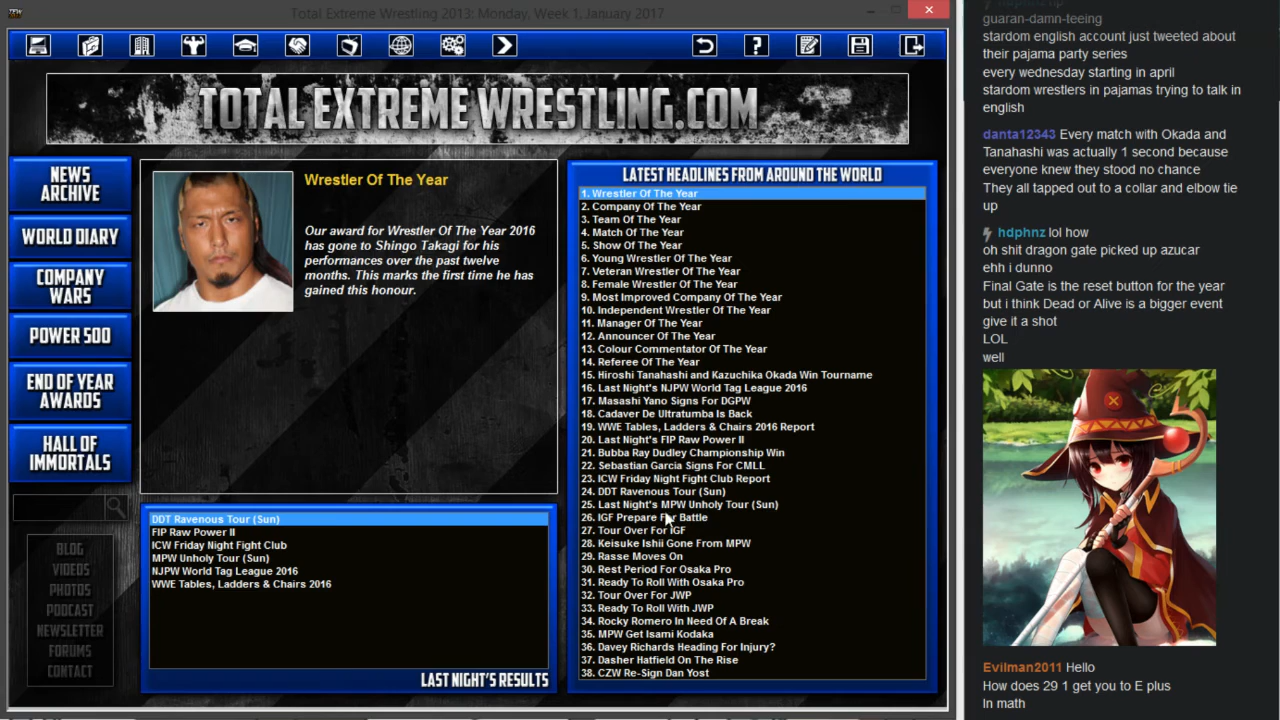 Total Extreme Wrestling 2013: Monday, Week 1, January 2017
TOTAL EXTREME WRESTLING.COM
NEWS
ARCHIVE
WORLD DIARY
COMPANY
WARS
POWER 500
END OF YEAR
AWARDS
HALL OF
IMMORTALS
BLOG
VIDEOS
PHOTOS
PODCAST
NEWSLETTER
FORUMS
CONTACT
Wrestler Of The Year
Our award for Wrestler Of The Year 2016
has gone to Shingo Takagi for his
performances over the past twelve
months. This marks the first time he has
gained this honour.
DDT Ravenous Tour (Sun)
FIP Raw Power II
ICW Friday Night Fight Club
MPW Unholy Tour (Sun)
NJPW World Tag League 2016
WWE Tables, Ladders & Chairs 2016
LAST NIGHT'S RESULTS
LATEST HEADLINES FROM AROUND THE WORLD
1. Wrestler Of The Year
2. Company Of The Year
3. Team Of The Year
4. Match Of The Year
5. Show Of The Year
6. Young Wrestler Of The Year
7. Veteran Wrestler Of The Year
8. Female Wrestler Of The Year
9. Most Improved Company Of The Year
10. Independent Wrestler Of The Year
11. Manager Of The Year
12. Announcer Of The Year
13. Colour Commentator Of The Year
14. Referee Of The Year
15. Hiroshi Tanahashi and Kazuchika Okada Win Tourname
16. Last Night's NJPW World Tag League 2016
17. Masashi Yano Signs For DGPW
18. Cadaver De Ultratumba Is Back
19. WWE Tables, Ladders & Chairs 2016 Report
20. Last Night's FIP Raw Power II
21. Bubba Ray Dudley Championship Win
22. Sebastian Garcia Signs For CMLL
23. ICW Friday Night Fight Club Report
24. DDT Ravenous Tour (Sun)
25. Last Night's MPW Unholy Tour (Sun)
26. IGF Prepare For Battle
27. Tour Over For IGF
28. Keisuke Ishii Gone From MPW
29. Rasse Moves On
30. Rest Period For Osaka Pro
31. Ready To Roll With Osaka Pro
32. Tour Over For JWP
33. Ready To Roll With JWP
34. Rocky Romero In Need Of A Break
35. MPW Get Isami Kodaka
36. Davey Richards Heading For Injury?
37. Dasher Hatfield On The Rise
38. CZW Re-Sign Dan Yost
guaran-damn-teeing
stardom english account just tweeted about
their pajama party series
every wednesday starting in april
stardom wrestlers in pajamas trying to talk in
english
danta12343 Every match with Okada and
Tanahashi was actually 1 second because
everyone knew they stood no chance
They all tapped out to a collar and elbow tie
up
hdphnz lol how
oh shit dragon gate picked up azucar
ehh i dunno
Final Gate is the reset button for the year
but i think Dead or Alive is a bigger event
give it a shot
LOL
well
Evilman2011 Hello
How does 29 1 get you to E plus
In math